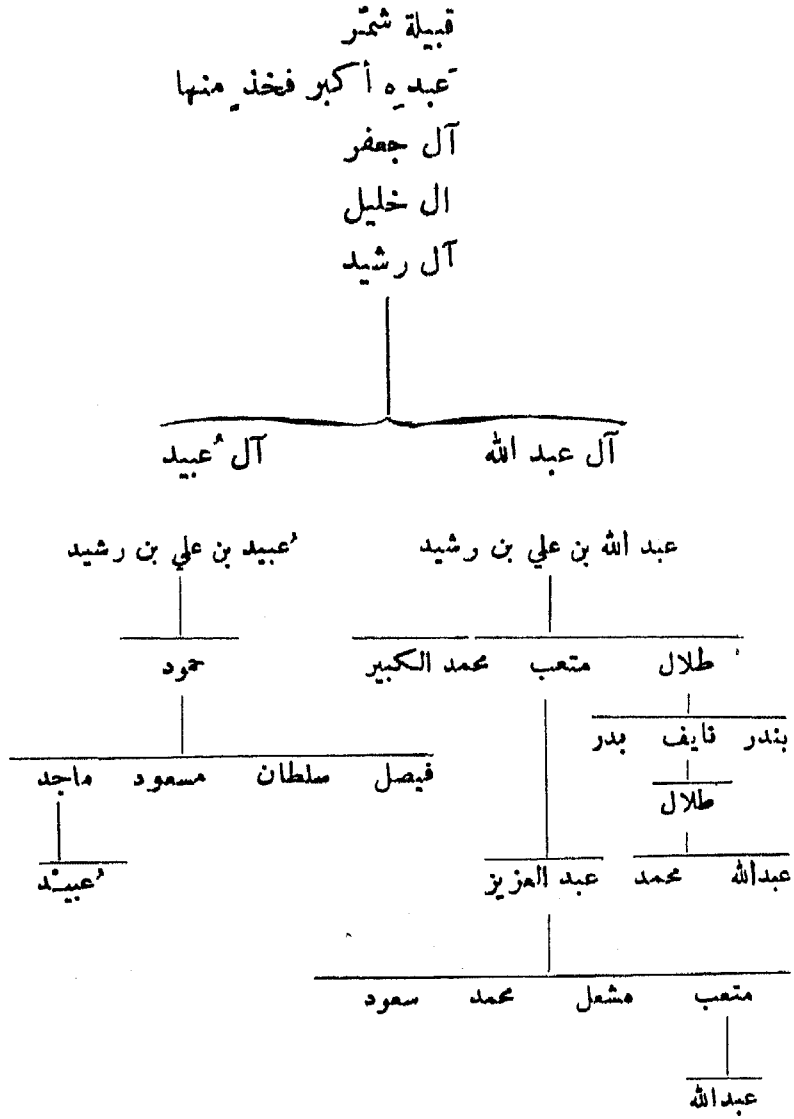 قبيلة شمّر
عبده أكبر فخذ منها
آل جعفر
ال خليل
آل رشيد
آل عبد الله آل عُبيد
عبد الله بن علي بن رشيد عُبيد بن علي بن رشيد
طلال متعب محمد الكبير حمود
بندر نايف بدر
فيصل سلطان مسعود ماجد
طلال
عبدالله محمد عبد العزيز عُبيد
متعب مشعل محمد سعود
عبدالله